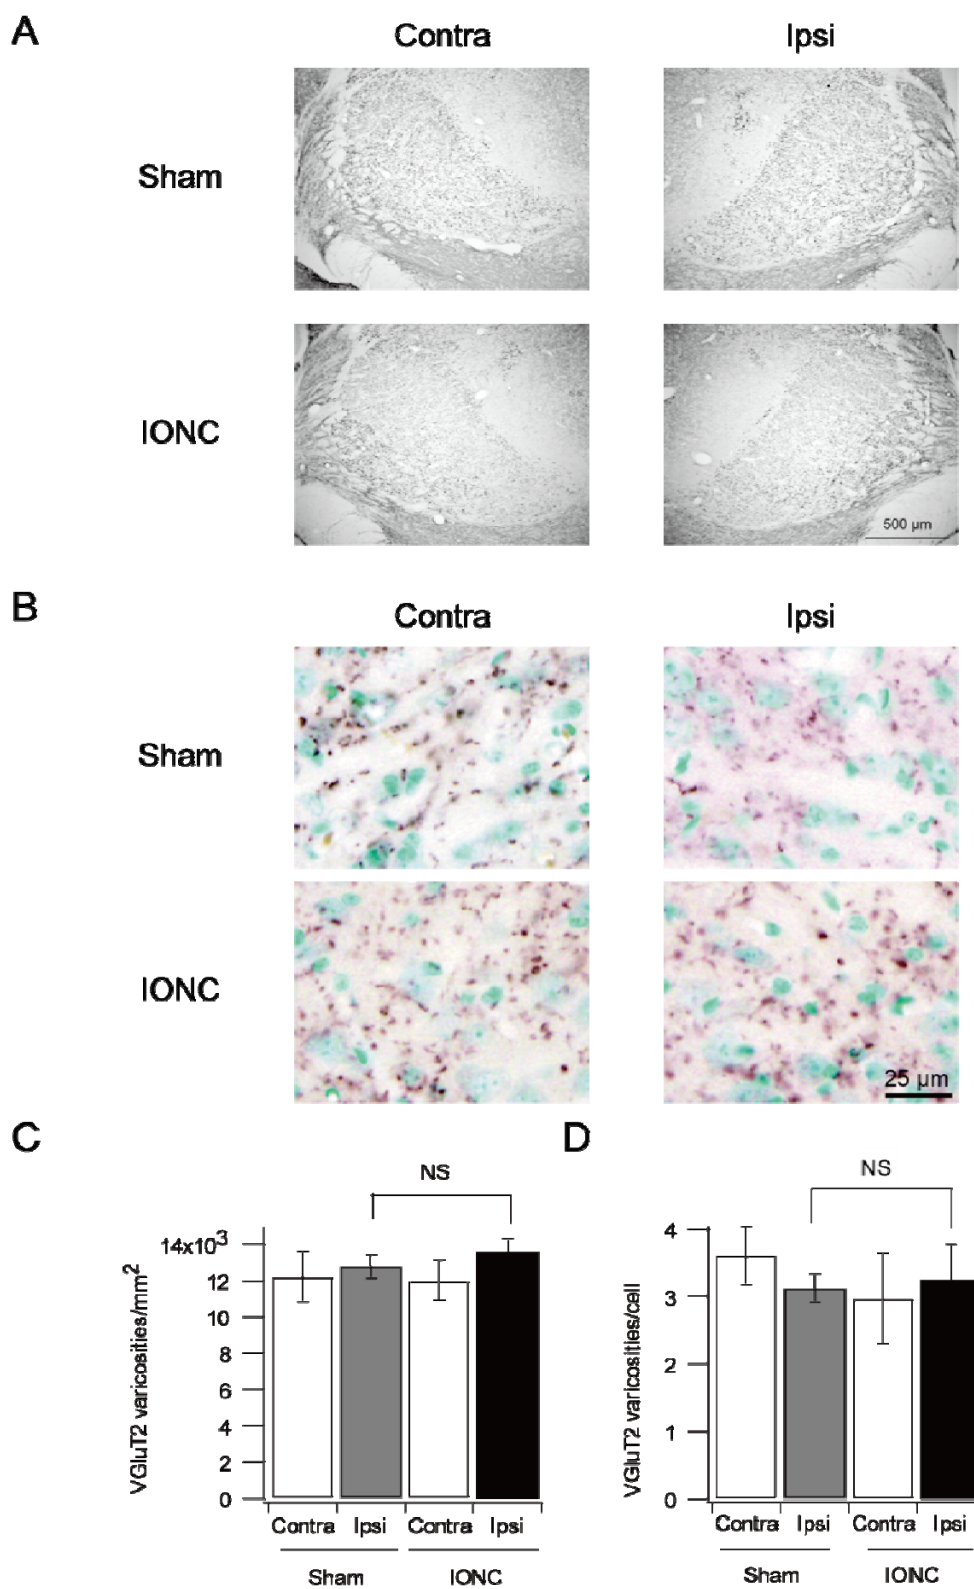 A
Contra Ipsi
Sham
IONC
500 µm
B
Contra Ipsi
Sham
IONC
25 µm
C
NS
14x10³
12
10
8
6
4
2
0
VGluT2 varicosities/mm²
Contra Ipsi Contra Ipsi
Sham IONC
D
NS
4
3
2
1
0
VGluT2 varicosities/cell
Contra Ipsi Contra Ipsi
Sham IONC